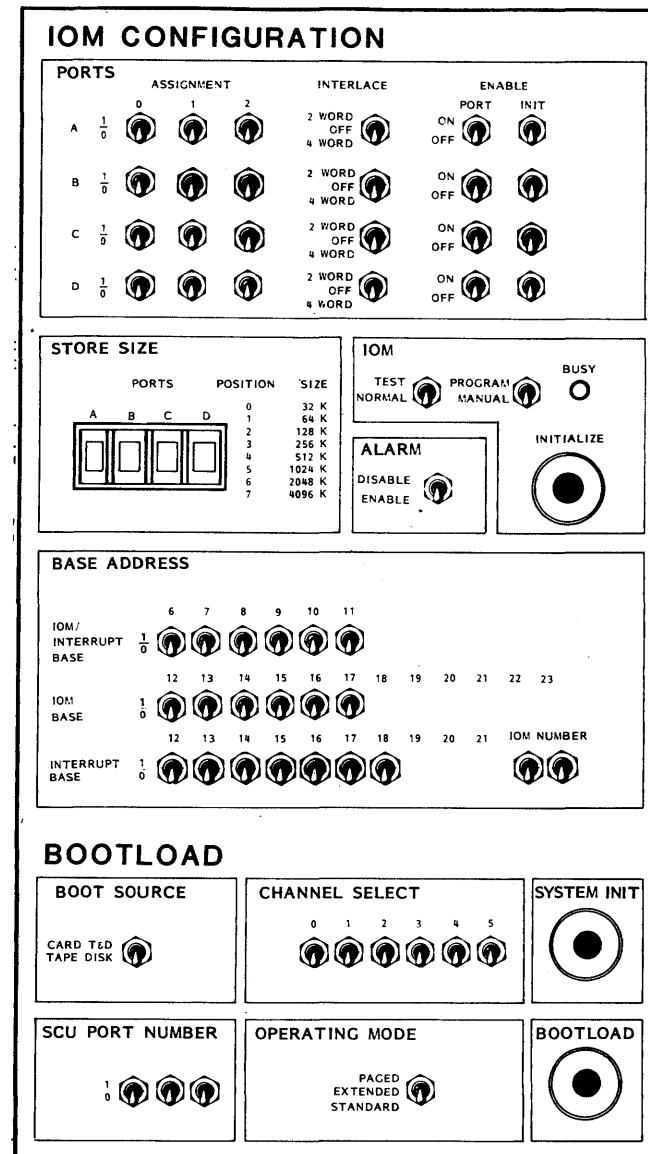 IOM CONFIGURATION
PORTS
ASSIGNMENT INTERLACE ENABLE
0 1 2 PORT INIT
A 1/0 2 WORD OFF 4 WORD ON OFF
B 1/0 2 WORD OFF 4 WORD ON OFF
C 1/0 2 WORD OFF 4 WORD ON OFF
D 1/0 2 WORD OFF 4 WORD ON OFF
STORE SIZE
PORTS POSITION SIZE
A B C D
0 32 K
1 64 K
2 128 K
3 256 K
4 512 K
5 1024 K
6 2048 K
7 4096 K
IOM
TEST NORMAL
PROGRAM MANUAL
BUSY
INITIALIZE
ALARM
DISABLE
ENABLE
BASE ADDRESS
6 7 8 9 10 11
IOM/
INTERRUPT 1/0
BASE
12 13 14 15 16 17 18 19 20 21 22 23
IOM 1/0
BASE
12 13 14 15 16 17 18 19 20 21 IOM NUMBER
INTERRUPT 1/0
BASE
BOOTLOAD
BOOT SOURCE
CARD T&D
TAPE DISK
CHANNEL SELECT
0 1 2 3 4 5
SYSTEM INIT
SCU PORT NUMBER
1
0
OPERATING MODE
PAGED
EXTENDED
STANDARD
BOOTLOAD